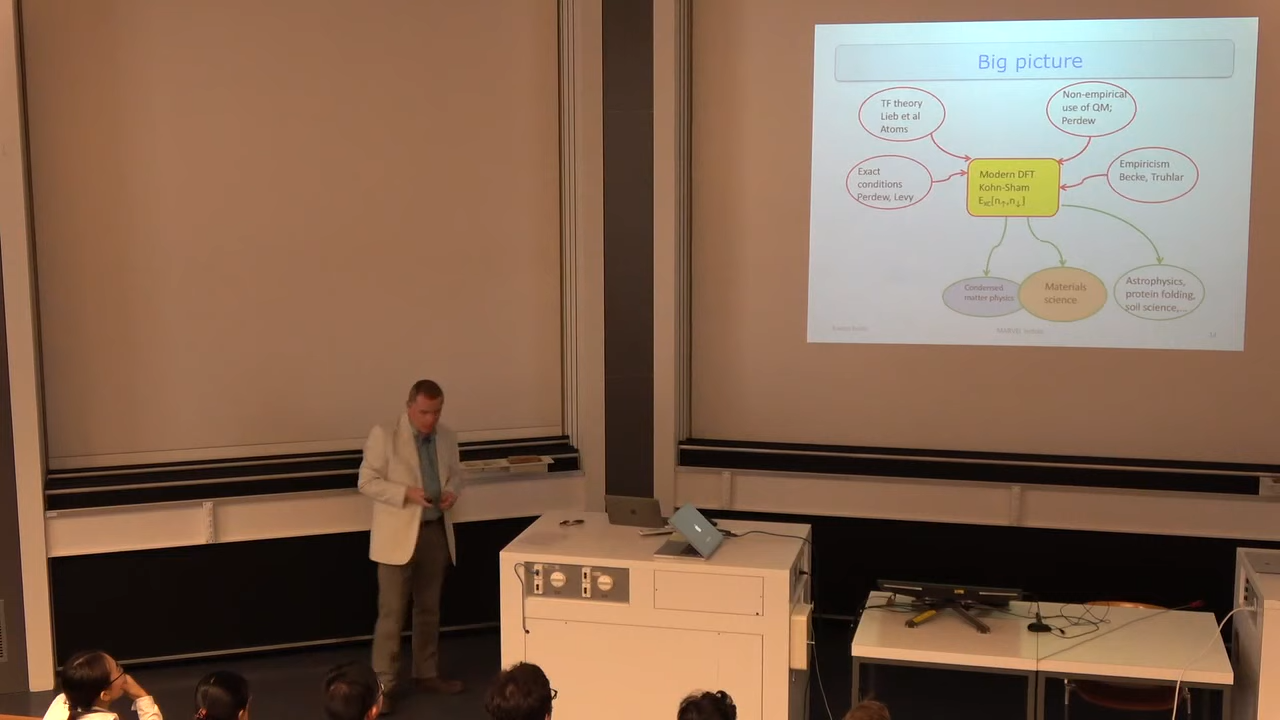 Big picture
TF theory
Lieb et al
Atoms
Non-empirical
use of QM;
Perdew
Exact
conditions
Perdew, Levy
Modern DFT
Kohn-Sham
Exc[n↑,n↓]
Empiricism
Becke, Truhlar
Condensed
matter physics
Materials
science
Astrophysics,
protein folding,
soil science,...
MARVEL